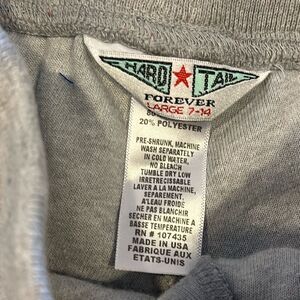 HARD TAIL
FOREVER
LARGE 7-14
20% POLYESTER
PRE-SHRUNK, MACHINE
WASH SEPARATELY
IN COLD WATER,
NO BLEACH
TUMBLE DRY LOW
IRRETRECISSABLE
LAVER A LA MACHINE,
SEPAREMENT,
A'LEAU FROIDE
NE PAS BLANCHIR
SECHER EN MACHINE A
BASSE TEMPERATURE
RN # 107435
MADE IN USA
FABRIQUE AUX
ETATS-UNIS